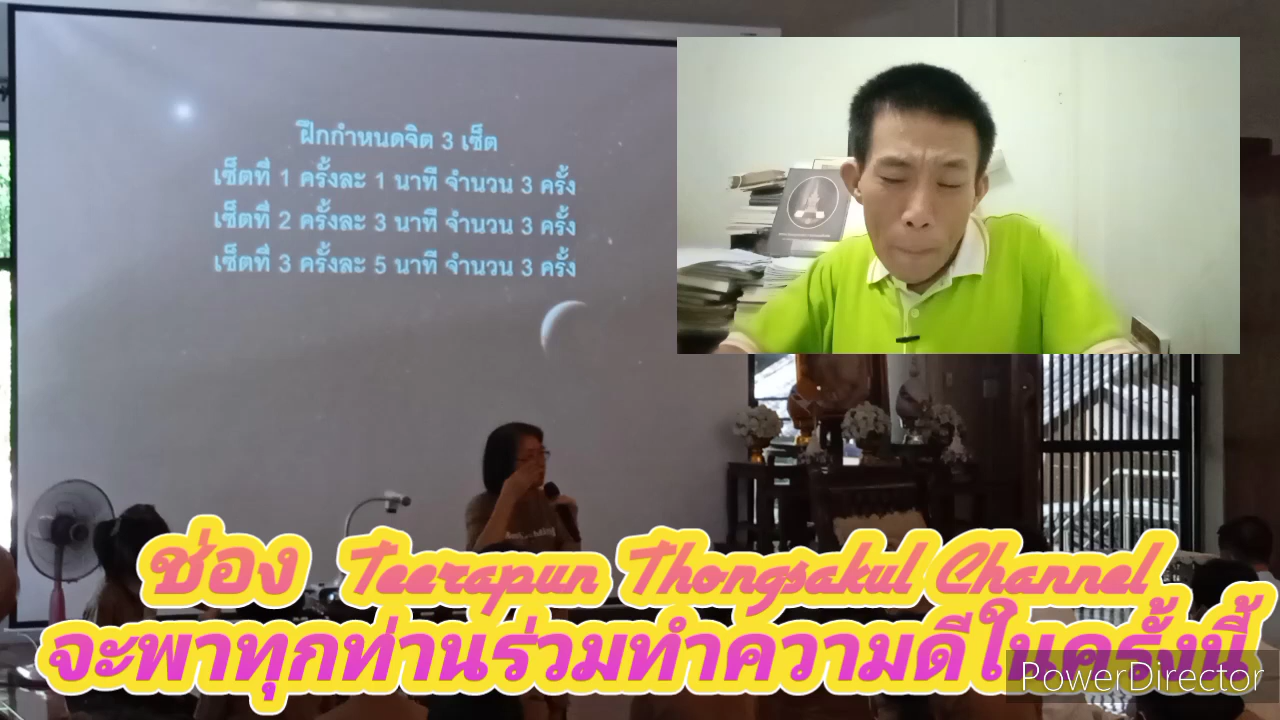 ฝึกกำหนดจิต 3 เซ็ต
เซ็ตที่ 1 ครั้งละ 1 นาที จำนวน 3 ครั้ง
เซ็ตที่ 2 ครั้งละ 3 นาที จำนวน 3 ครั้ง
เซ็ตที่ 3 ครั้งละ 5 นาที จำนวน 3 ครั้ง
ช่อง Teerapun Thongsakul Channel
จะพาทุกท่านร่วมทำความดีในครั้งนี้
PowerDirector